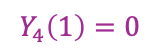 Y₄(1) = 0